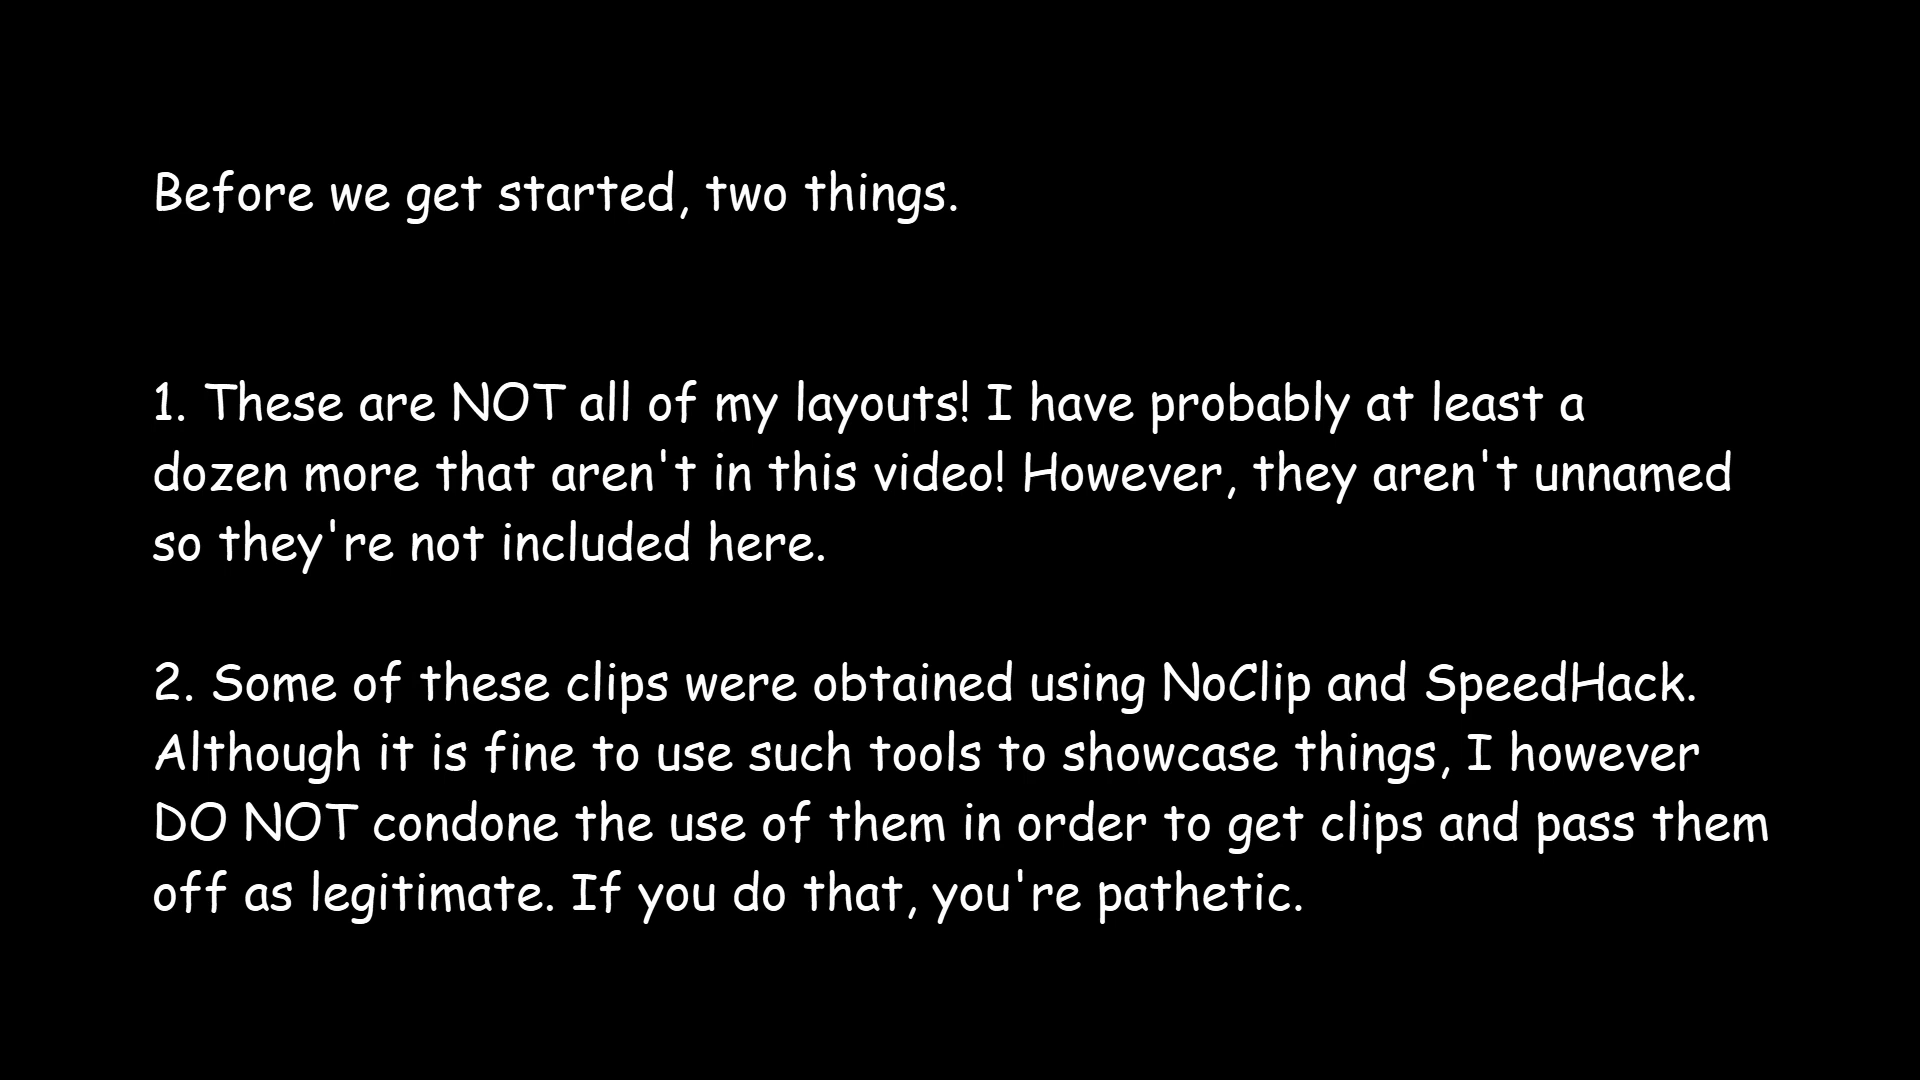 Before we get started, two things.
1. These are NOT all of my layouts! I have probably at least a
dozen more that aren't in this video! However, they aren't unnamed
so they're not included here.
2. Some of these clips were obtained using NoClip and SpeedHack.
Although it is fine to use such tools to showcase things, I however
DO NOT condone the use of them in order to get clips and pass them
off as legitimate. If you do that, you're pathetic.